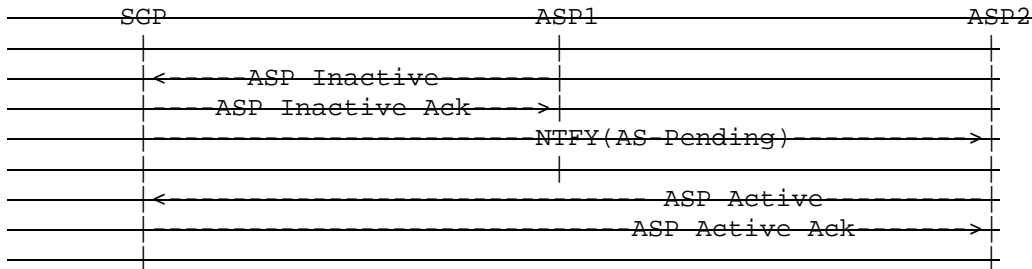 SGP ASP1 ASP2
| | |
|<-----ASP Inactive-------| |
|----ASP Inactive Ack---->| |
|------------------------NTFY(AS-Pending)----------->|
| | |
|<------------------------------- ASP Active----------|
|------------------------------ASP Active Ack------->|
| |